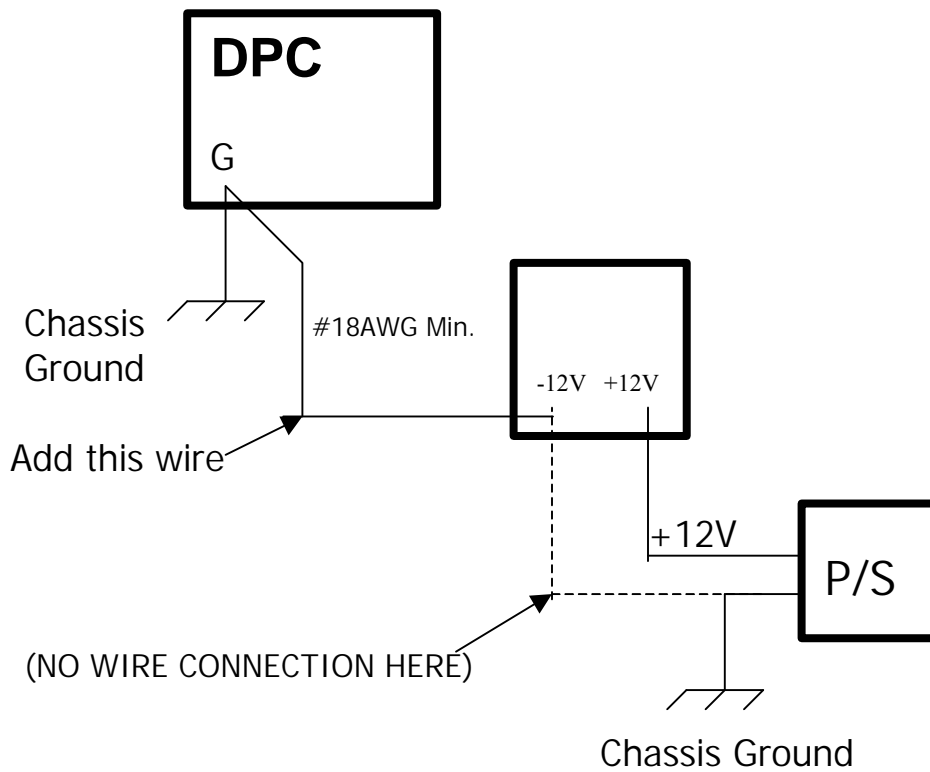 DPC
G
Chassis
Ground
#18AWG Min.
-12V +12V
Add this wire
+12V
P/S
(NO WIRE CONNECTION HERE)
Chassis Ground